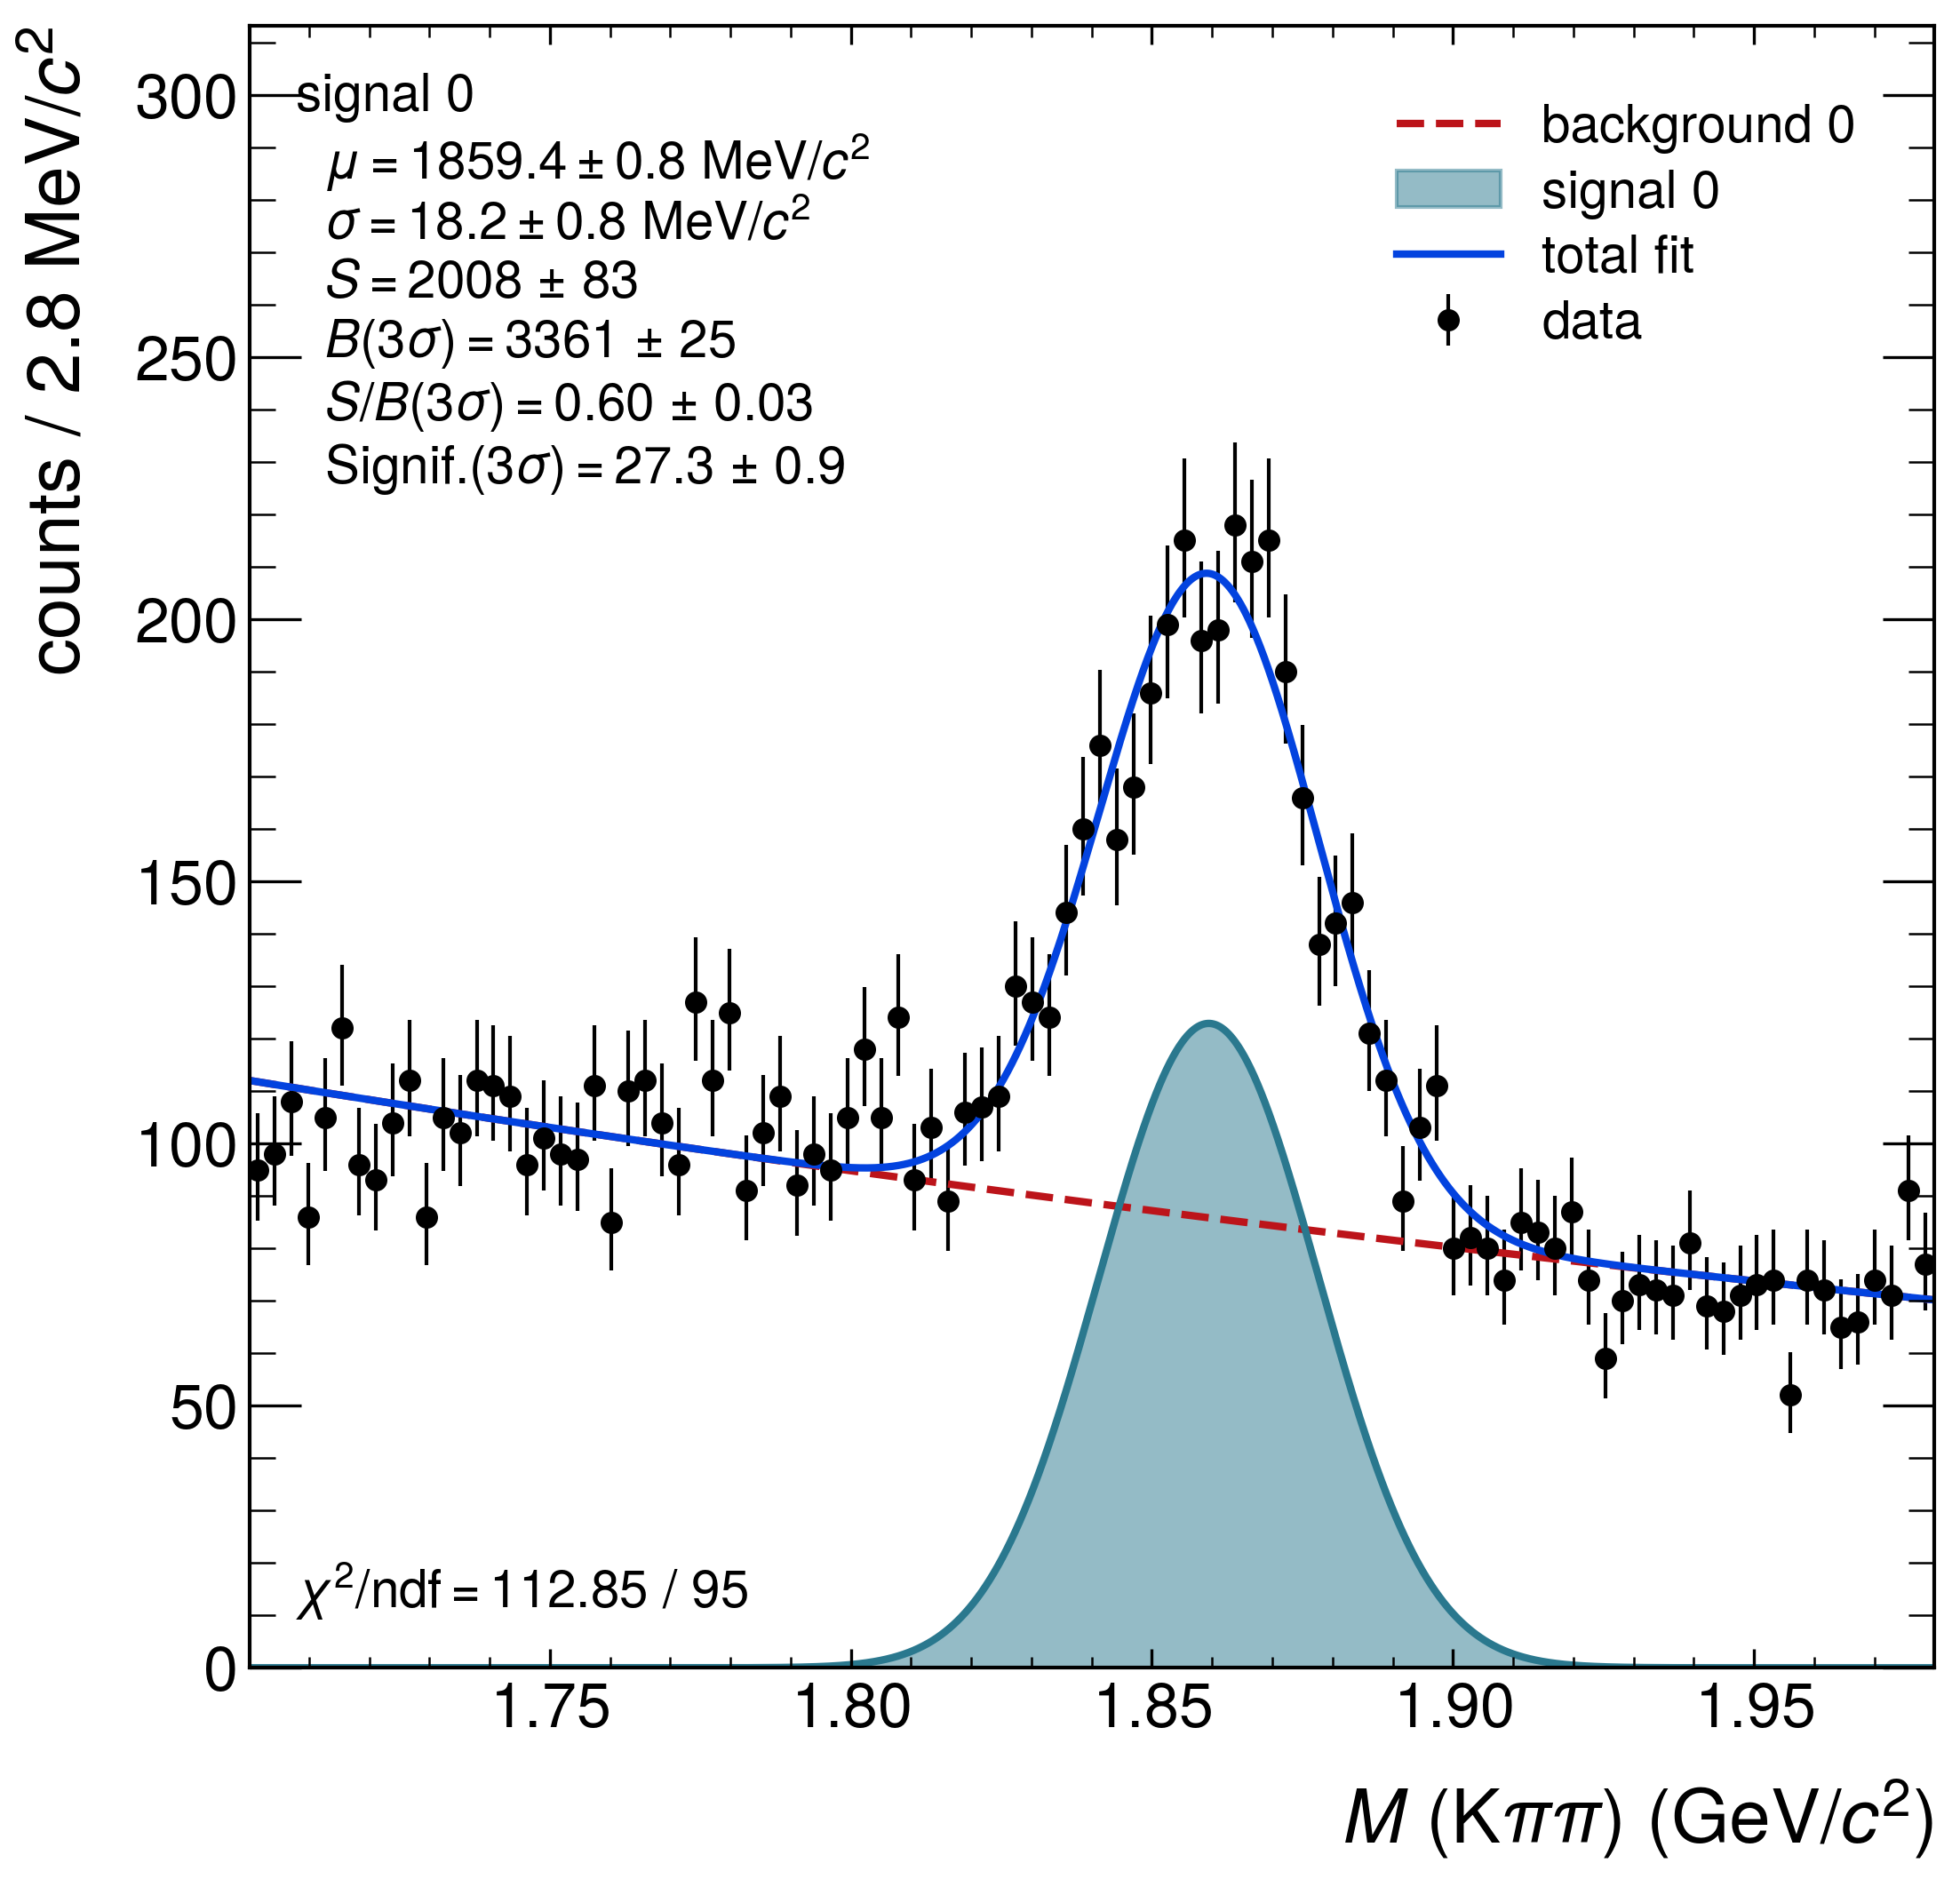 counts / 2.8 MeV//c²
300
250
200
150
100
50
0
signal 0
μ = 1859.4 ± 0.8 MeV/c²
σ = 18.2 ± 0.8 MeV/c²
S = 2008 ± 83
B(3σ) = 3361 ± 25
S/B(3σ) = 0.60 ± 0.03
Signif.(3σ) = 27.3 ± 0.9
background 0
signal 0
total fit
data
χ²/ndf = 112.85 / 95
1.75 1.80 1.85 1.90 1.95
M (Kππ) (GeV/c²)